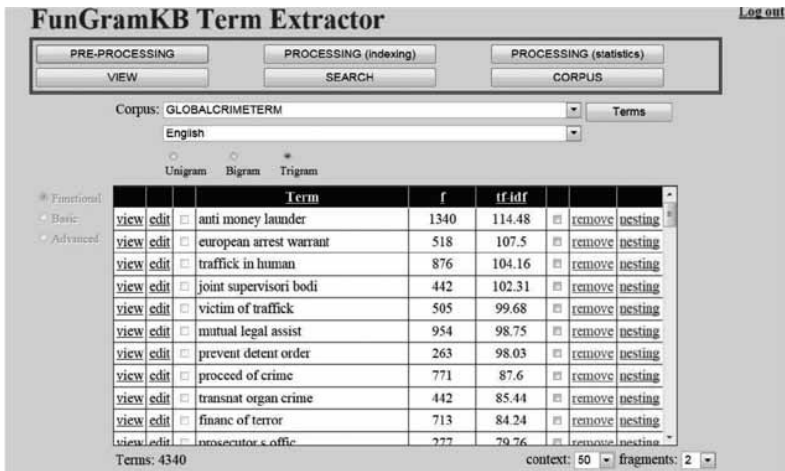 FunGramKB Term Extractor
Log out
PRE-PROCESSING PROCESSING (indexing) PROCESSING (statistics)
VIEW SEARCH CORPUS
Corpus: GLOBALCRIMETERM Terms
English
Unigram Bigram Trigram
Functional
Basic
Advanced
Term f tf-idf
view edit anti money launder 1340 114.48 remove nesting
view edit european arrest warrant 518 107.5 remove nesting
view edit traffick in human 876 104.16 remove nesting
view edit joint supervisori bodi 442 102.31 remove nesting
view edit victim of traffick 505 99.68 remove nesting
view edit mutual legal assist 954 98.75 remove nesting
view edit prevent detent order 263 98.03 remove nesting
view edit proceed of crime 771 87.6 remove nesting
view edit transnat organ crime 442 85.44 remove nesting
view edit financ of terror 713 84.24 remove nesting
view edit prosecutor s offic 277 79.76 remove nesting
Terms: 4340 context: 50 fragments: 2